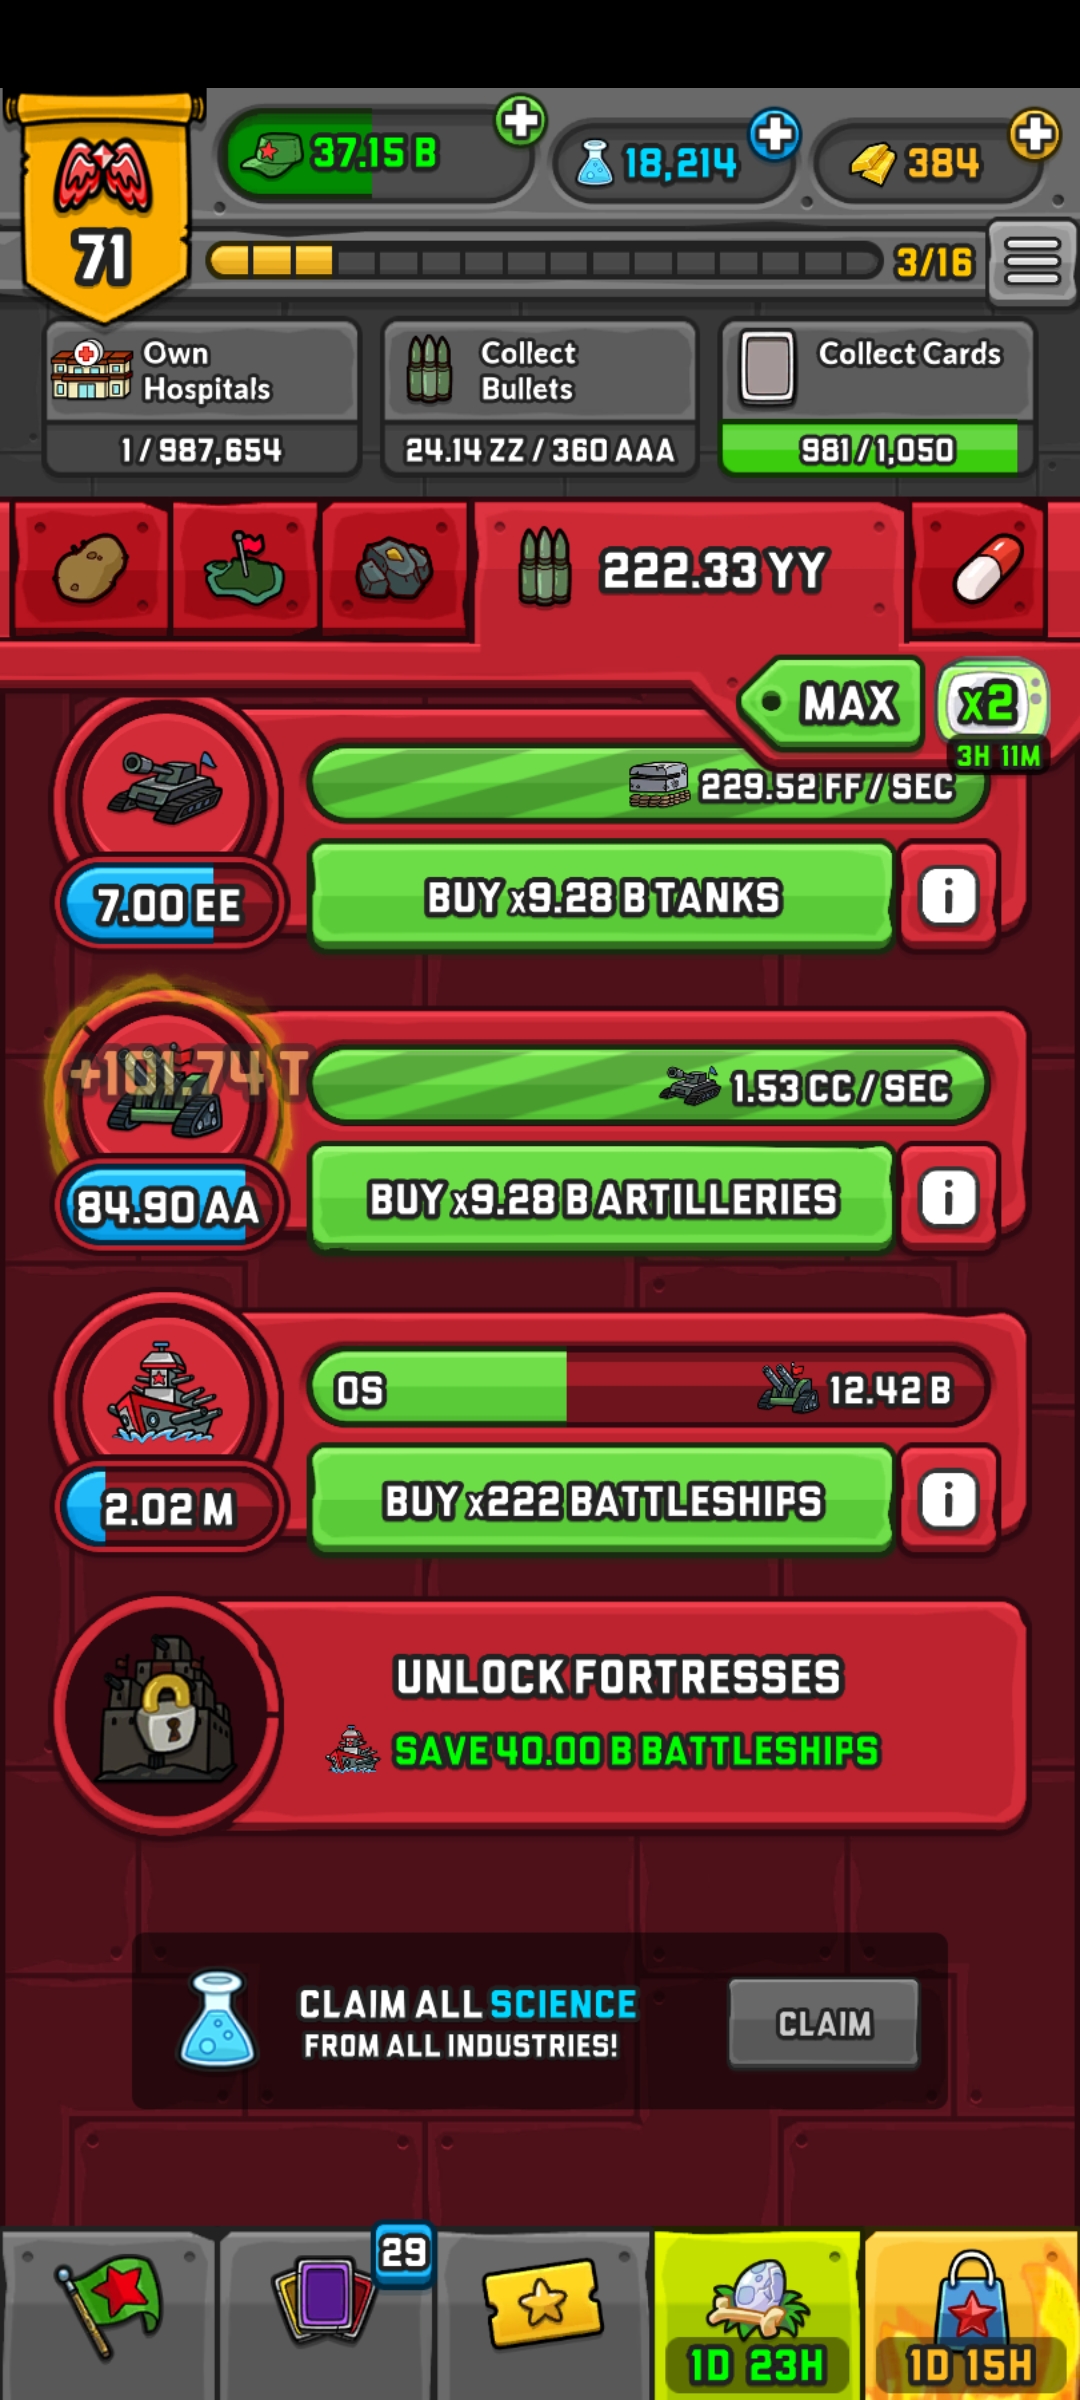 37.15 B
18,214
384
71
3/16
Own
Hospitals
1 / 987,654
Collect
Bullets
24.14 ZZ / 360 AAA
Collect Cards
981 / 1,050
222.33 YY
MAX
x2
3H 11M
229.52 FF / SEC
7.00 EE
BUY x9.28 B TANKS
i
+101.74 T
1.53 CC / SEC
84.90 AA
BUY x9.28 B ARTILLERIES
i
0S
12.42 B
2.02 M
BUY x222 BATTLESHIPS
i
UNLOCK FORTRESSES
SAVE 40.00 B BATTLESHIPS
CLAIM ALL SCIENCE
FROM ALL INDUSTRIES!
CLAIM
29
1D 23H
1D 15H